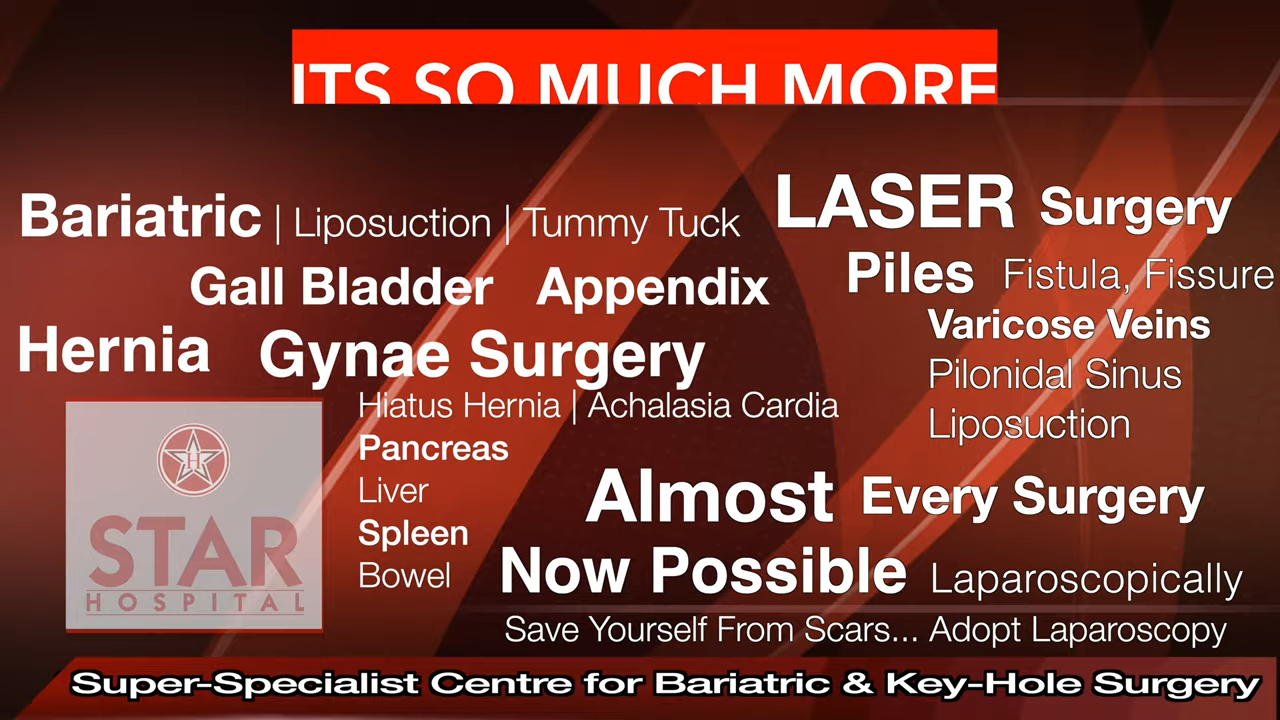 ITS SO MUCH MORE
Bariatric | Liposuction | Tummy Tuck
Gall Bladder Appendix
Hernia Gynae Surgery
Hiatus Hernia | Achalasia Cardia
Pancreas
Liver
Spleen
Bowel
LASER Surgery
Piles Fistula, Fissure
Varicose Veins
Pilonidal Sinus
Liposuction
Almost Every Surgery
Now Possible Laparoscopically
Save Yourself From Scars... Adopt Laparoscopy
H
STAR
HOSPITAL
Super-Specialist Centre for Bariatric & Key-Hole Surgery